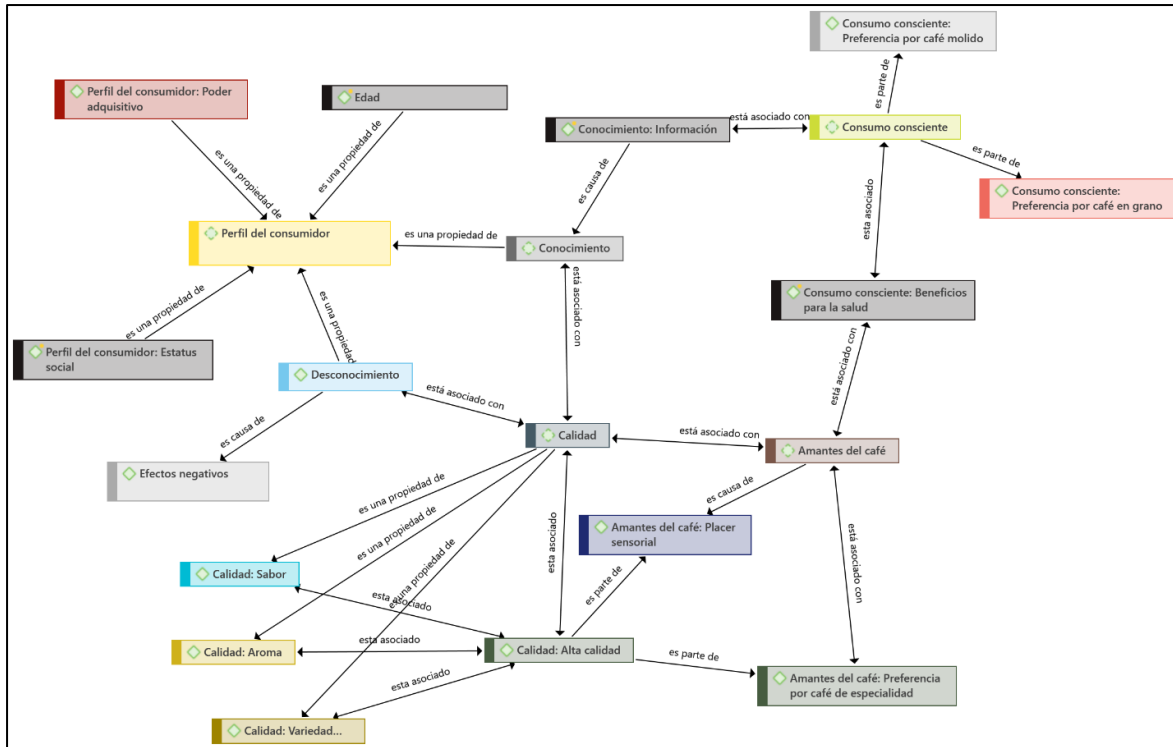 Consumo consciente:
Preferencia por café molido
Perfil del consumidor: Poder
adquisitivo
Edad
es parte de
Conocimiento: Información
está asociado con
Consumo consciente
es una propiedad de
es una propiedad de
es causa de
es parte de
Consumo consciente:
Preferencia por café en grano
Perfil del consumidor
es una propiedad de
Conocimiento
está asociado
es una propiedad de
está asociado con
Consumo consciente: Beneficios
para la salud
Perfil del consumidor: Estatus
social
es una propiedad
Desconocimiento
está asociado con
está asociado con
es causa de
Calidad
está asociado con
Amantes del café
Efectos negativos
es una propiedad de
es causa de
es una propiedad de
Amantes del café: Placer
sensorial
es una propiedad de
está asociado
es parte de
está asociado con
Calidad: Sabor
esta asociado
Calidad: Aroma
esta asociado
Calidad: Alta calidad
es parte de
Amantes del café: Preferencia
por café de especialidad
esta asociado
Calidad: Variedad...